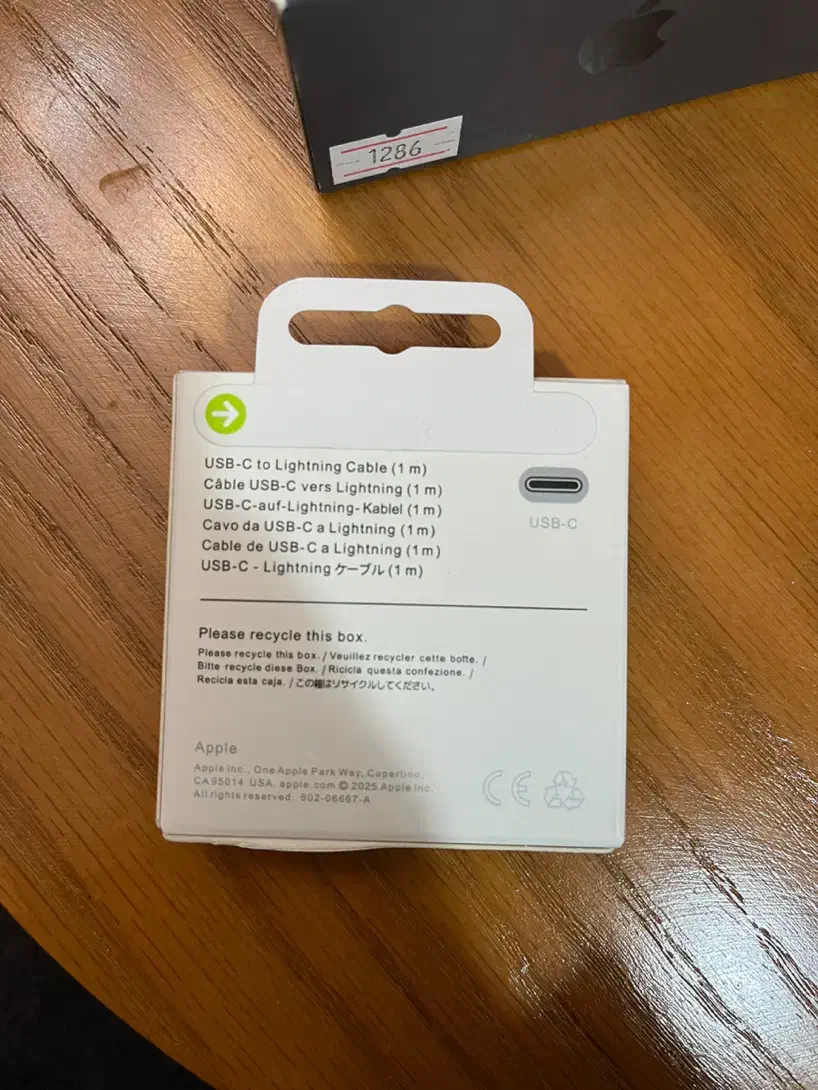 1286
USB-C to Lightning Cable (1 m)
Câble USB-C vers Lightning (1 m)
USB-C-auf-Lightning-Kablel (1 m)
Cavo da USB-C a Lightning (1 m)
Cable de USB-C a Lightning (1 m)
USB-C - Lightning ケーブル (1 m)
USB-C
Please recycle this box.
Please recycle this box. / Veuillez recycler cette bofte. /
Bitte recycle diese Box. / Ricicla questa confezione. /
Recicla esta caja. / この箱はリサイクルしてください。
Apple
Apple Inc., One Apple Park Way, Cupertino,
CA 95014 USA. apple.com © 2025 Apple Inc.
All rights reserved. 602-06667-A
CE